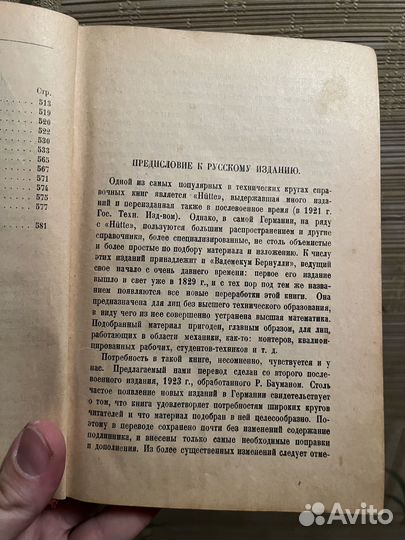 Стр.
513
519
520
522
530
565
567
571
574
575
577
581
ПРЕДИСЛОВИЕ К РУССКОМУ ИЗДАНИЮ.
Одной из самых популярных в технических кругах спра-
вочных книг является «Hütte», выдержавшая много изда-
ний и переизданная также в послевоенное время (в 1921 г.
Гос. Техн. Изд-вом). Однако, в самой Германии, на ряду
с «Hütte», пользуются большим распространением и другие
справочники, более специализированные, не столь объемистые
и более простые по подбору материала и изложению. К числу
этих изданий принадлежит и «Вадемекум Бернулли», ведущий
свое начало с очень давнего времени: первое его издание
вышло в свет уже в 1829 г., и с тех пор под тем же назва-
нием появляются все новые переработки этой книги. Она
предназначена для лиц без высшего технического образования,
в виду чего из нее совершенно устранена высшая математика.
Подобранный материал пригоден, главным образом, для лиц,
работающих в области механики, как-то: монтеров, квалифи-
цированных рабочих, студентов-техников и т. д.
Потребность в такой книге, несомненно, чувствуется и у
нас. Предлагаемый нами перевод сделан со второго после-
военного издания, 1923 г., обработанного Р. Бауманом. Столь
частое появление новых изданий в Германии свидетельствует
о том, что книга удовлетворяет потребностям широких кругов
читателей и что материал подобран в ней целесообразно. По-
этому в переводе сохранено почти без изменений содержание
подлинника, и внесены только самые необходимые поправки
и дополнения. Из более существенных изменений следует отме-
Avito